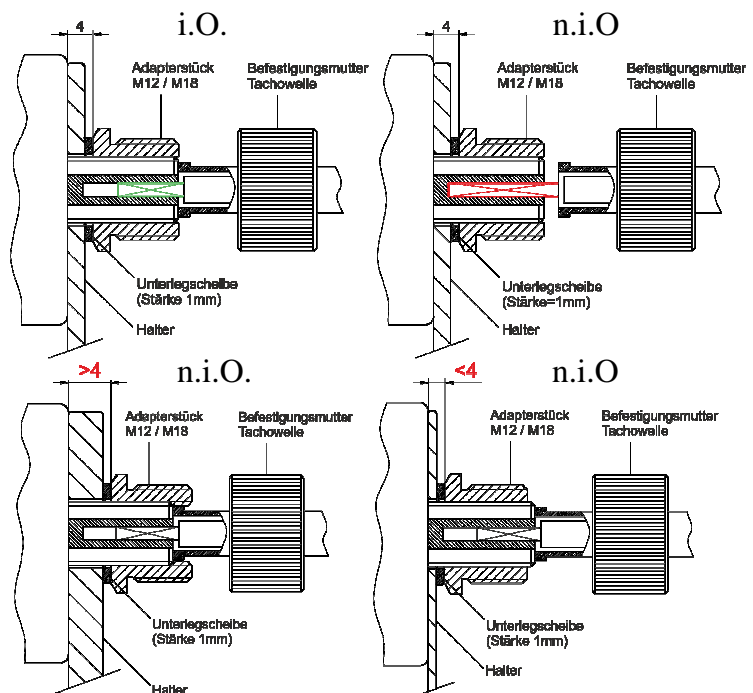 i.O.
4
Adapterstück
M12 / M18
Befestigungsmutter
Tachowelle
Unterlegscheibe
(Stärke 1mm)
Halter
n.i.O
4
Adapterstück
M12 / M18
Befestigungsmutter
Tachowelle
Unterlegscheibe
(Stärke=1mm)
Halter
n.i.O.
>4
Adapterstück
M12 / M18
Befestigungsmutter
Tachowelle
Unterlegscheibe
(Stärke 1mm)
Halter
n.i.O
<4
Adapterstück
M12 / M18
Befestigungsmutter
Tachowelle
Unterlegscheibe
(Stärke 1mm)
Halter